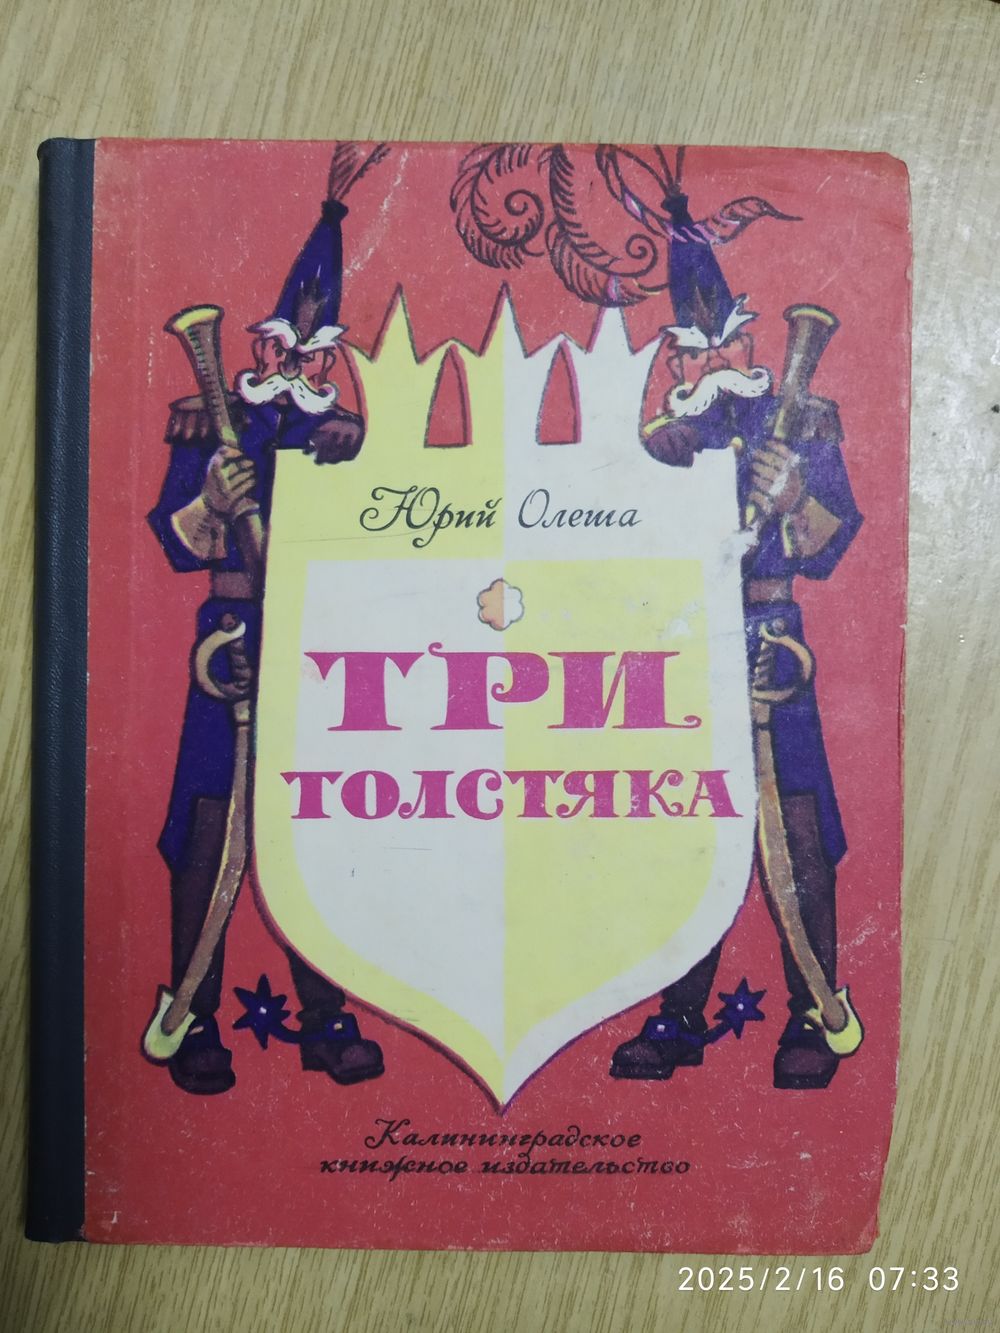 Юрий Олеша
ТРИ
ТОЛСТЯКА
Калининградское
книжное издательство
2025/2/16 07:33